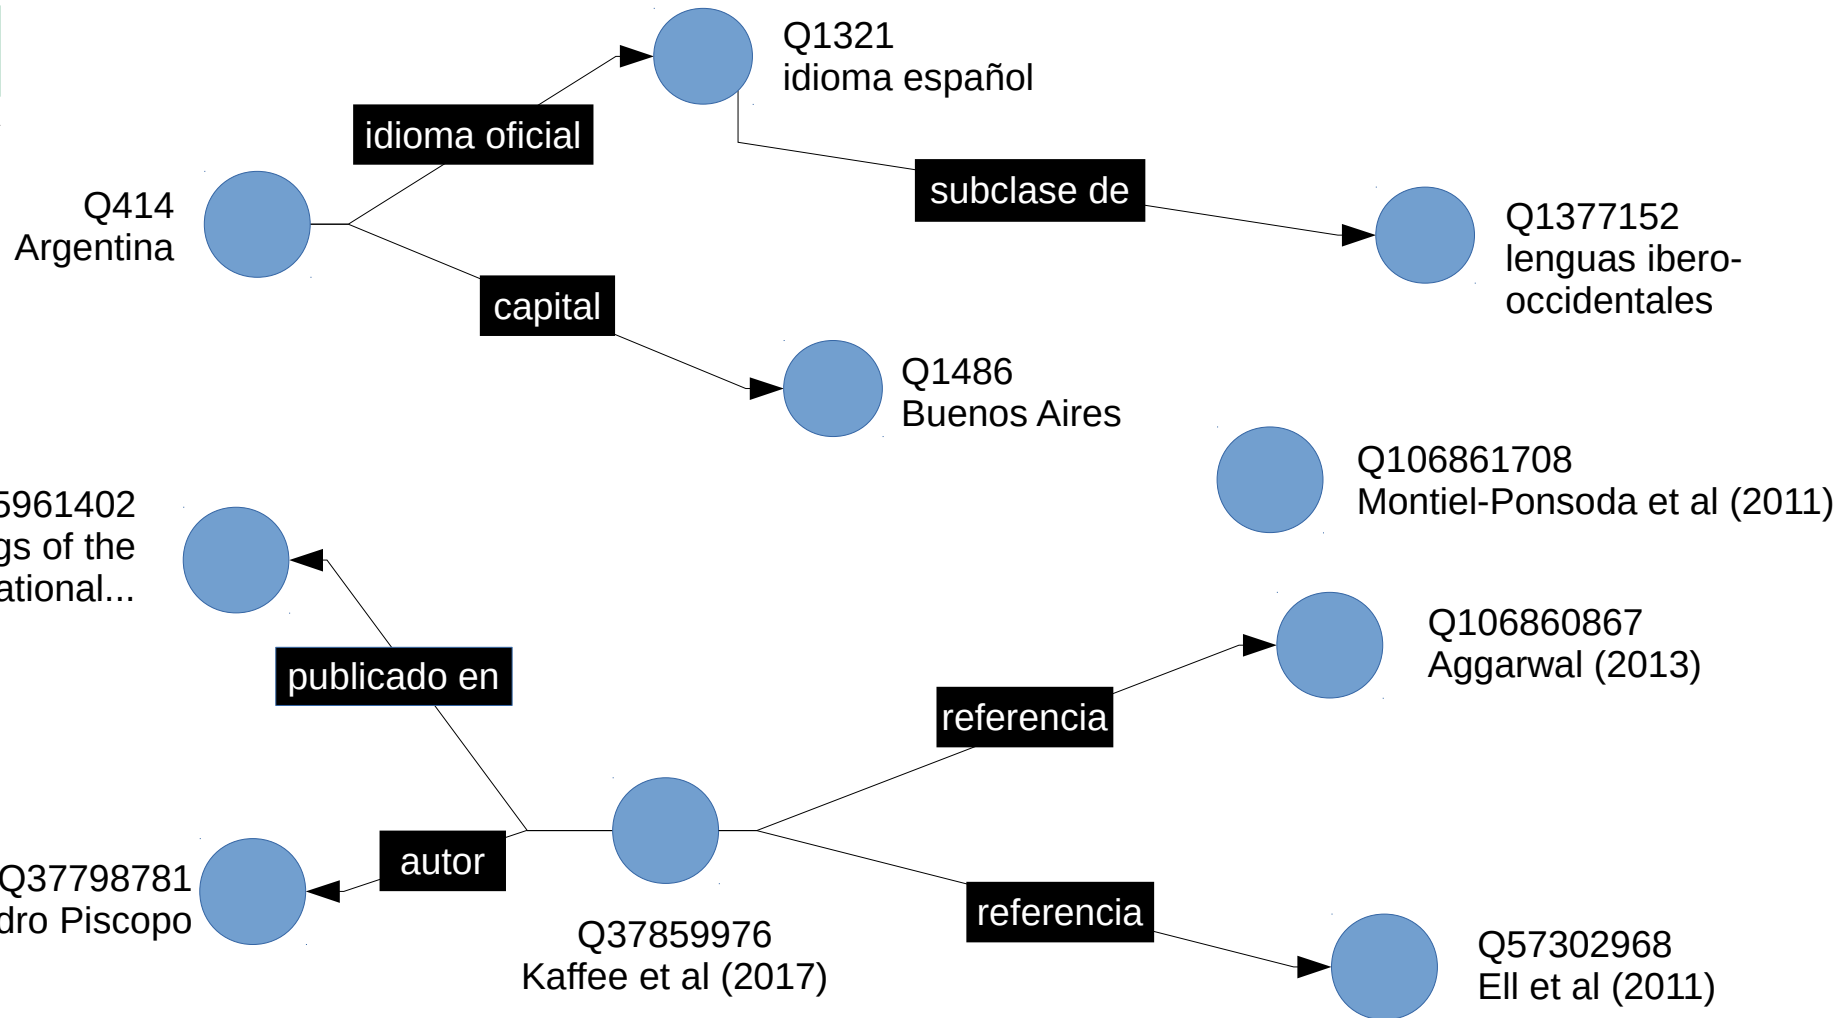 Q1321
idioma español
idioma oficial
subclase de
Q414
Argentina
Q1377152
lenguas ibero-
occidentales
capital
Q1486
Buenos Aires
Q106861708
Montiel-Ponsoda et al (2011)
5961402
gs of the
ational...
Q106860867
Aggarwal (2013)
publicado en
referencia
autor
Q37798781
dro Piscopo
referencia
Q37859976
Kaffee et al (2017)
Q57302968
Ell et al (2011)